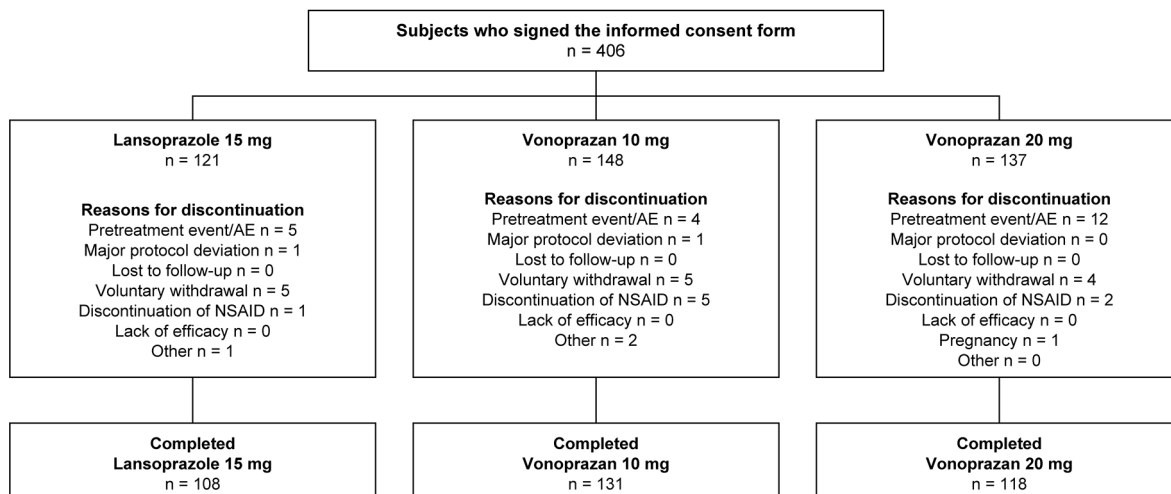 Subjects who signed the informed consent form
n = 406
Lansoprazole 15 mg
n = 121
Reasons for discontinuation
Pretreatment event/AE n = 5
Major protocol deviation n = 1
Lost to follow-up n = 0
Voluntary withdrawal n = 5
Discontinuation of NSAID n = 1
Lack of efficacy n = 0
Other n = 1
Vonoprazan 10 mg
n = 148
Reasons for discontinuation
Pretreatment event/AE n = 4
Major protocol deviation n = 1
Lost to follow-up n = 0
Voluntary withdrawal n = 5
Discontinuation of NSAID n = 5
Lack of efficacy n = 0
Other n = 2
Vonoprazan 20 mg
n = 137
Reasons for discontinuation
Pretreatment event/AE n = 12
Major protocol deviation n = 0
Lost to follow-up n = 0
Voluntary withdrawal n = 4
Discontinuation of NSAID n = 2
Lack of efficacy n = 0
Pregnancy n = 1
Other n = 0
Completed
Lansoprazole 15 mg
n = 108
Completed
Vonoprazan 10 mg
n = 131
Completed
Vonoprazan 20 mg
n = 118